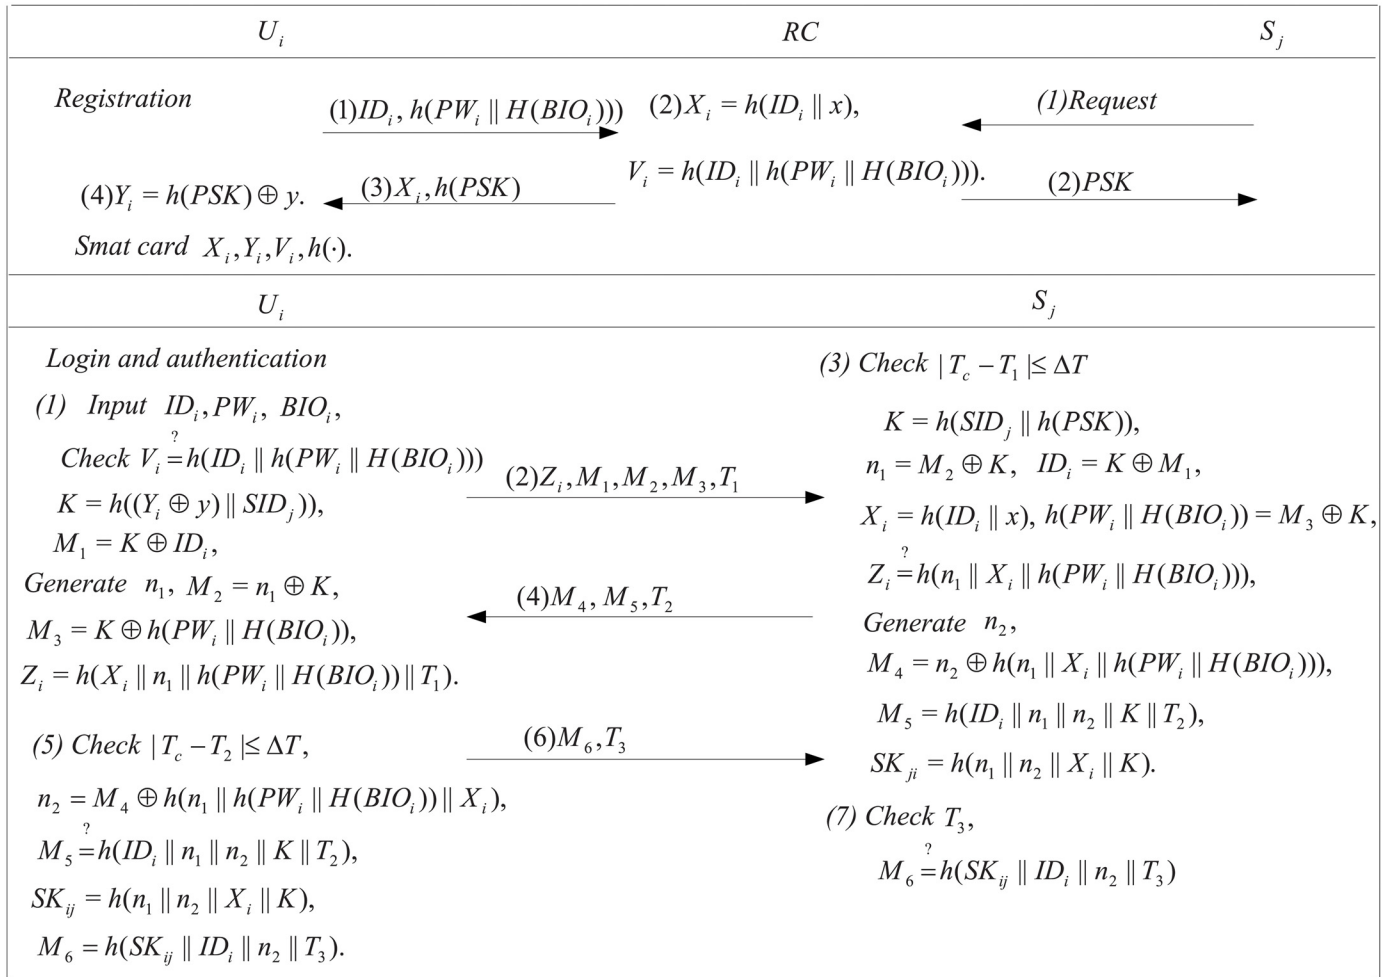 U_i RC S_j
Registration
(1)ID_i, h(PW_i || H(BIO_i)))
(2)X_i = h(ID_i || x),
(1)Request
V_i = h(ID_i || h(PW_i || H(BIO_i))).
(4)Y_i = h(PSK) ⊕ y.
(3)X_i, h(PSK)
(2)PSK
Smat card X_i, Y_i, V_i, h(·).
U_i S_j
Login and authentication
(1) Input ID_i, PW_i, BIO_i,
Check V_i ?= h(ID_i || h(PW_i || H(BIO_i)))
K = h((Y_i ⊕ y) || SID_j)),
M_1 = K ⊕ ID_i,
Generate n_1, M_2 = n_1 ⊕ K,
M_3 = K ⊕ h(PW_i || H(BIO_i)),
Z_i = h(X_i || n_1 || h(PW_i || H(BIO_i)) || T_1).
(2)Z_i, M_1, M_2, M_3, T_1
(3) Check | T_c − T_1 |≤ ΔT
K = h(SID_j || h(PSK)),
n_1 = M_2 ⊕ K, ID_i = K ⊕ M_1,
X_i = h(ID_i || x), h(PW_i || H(BIO_i)) = M_3 ⊕ K,
Z_i ?= h(n_1 || X_i || h(PW_i || H(BIO_i))),
Generate n_2,
M_4 = n_2 ⊕ h(n_1 || X_i || h(PW_i || H(BIO_i))),
M_5 = h(ID_i || n_1 || n_2 || K || T_2),
SK_ji = h(n_1 || n_2 || X_i || K).
(4)M_4, M_5, T_2
(5) Check | T_c − T_2 |≤ ΔT,
n_2 = M_4 ⊕ h(n_1 || h(PW_i || H(BIO_i)) || X_i),
M_5 ?= h(ID_i || n_1 || n_2 || K || T_2),
SK_ij = h(n_1 || n_2 || X_i || K),
M_6 = h(SK_ij || ID_i || n_2 || T_3).
(6)M_6, T_3
(7) Check T_3,
M_6 ?= h(SK_ij || ID_i || n_2 || T_3)